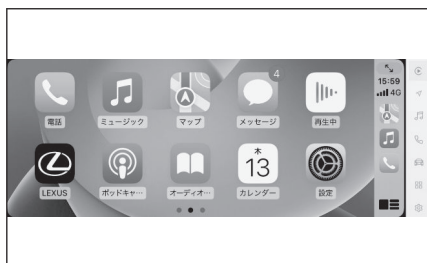 4
15:59
4G
電話
ミュージック
マップ
メッセージ
再生中
木
13
LEXUS
ポッドキャ…
オーディオ…
カレンダー
設定